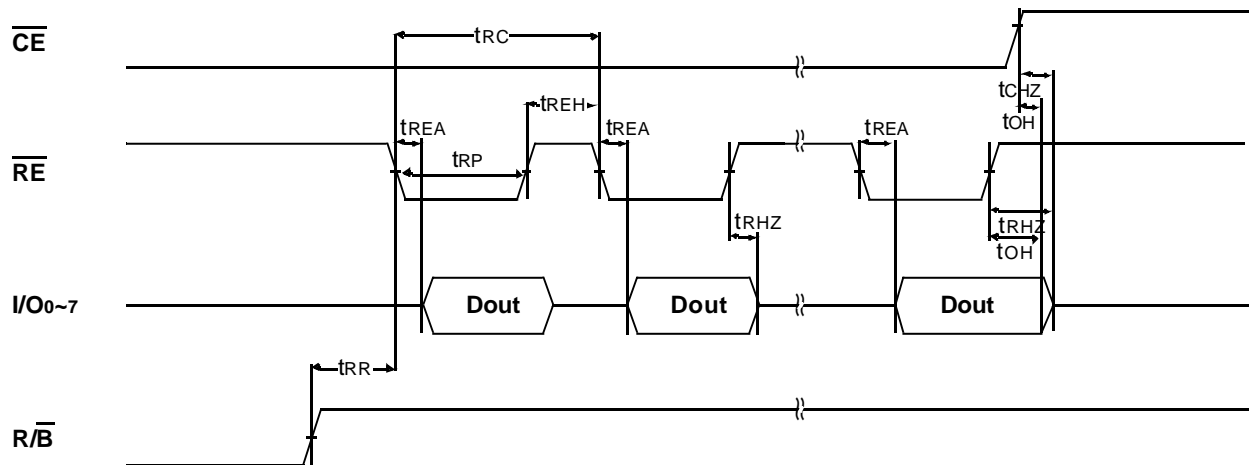 CE
tRC
tCHZ
tREH
tOH
tREA
tREA
tREA
RE
tRP
tRHZ
tRHZ
tOH
I/O0~7
Dout
Dout
Dout
tRR
R/B